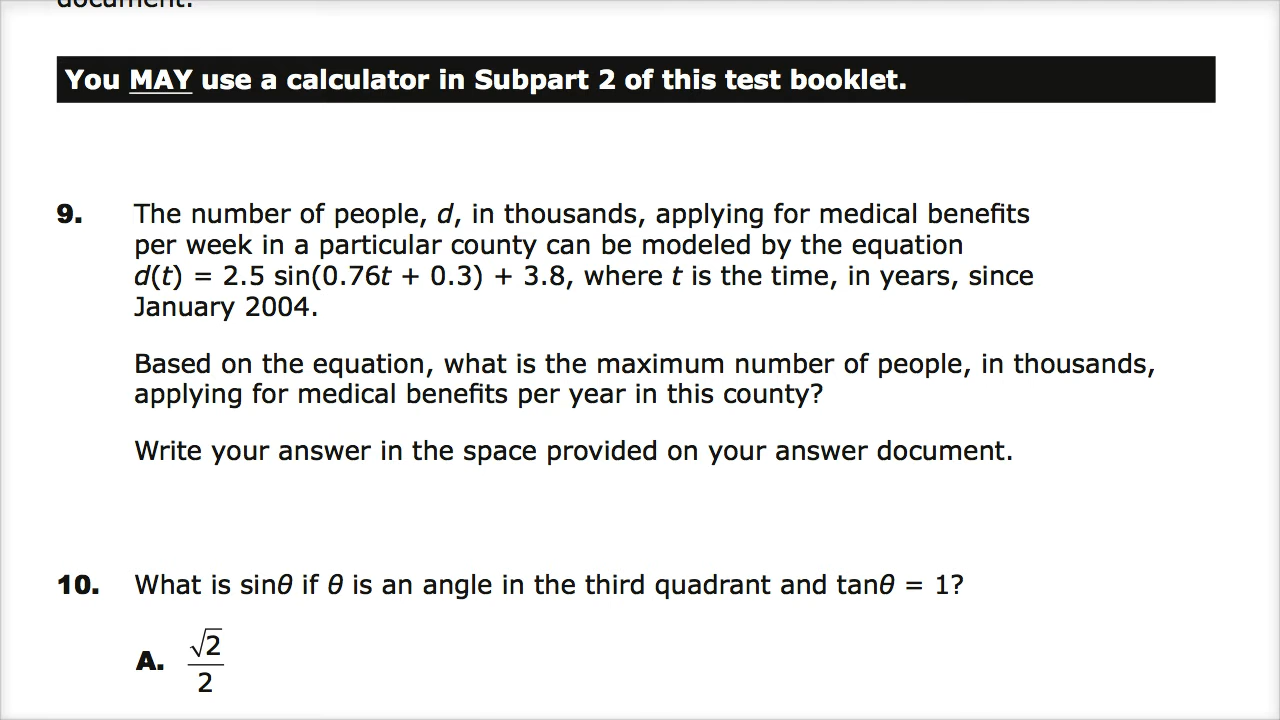 document.
You MAY use a calculator in Subpart 2 of this test booklet.
9. The number of people, d, in thousands, applying for medical benefits
per week in a particular county can be modeled by the equation
d(t) = 2.5 sin(0.76t + 0.3) + 3.8, where t is the time, in years, since
January 2004.
Based on the equation, what is the maximum number of people, in thousands,
applying for medical benefits per year in this county?
Write your answer in the space provided on your answer document.
10. What is sinθ if θ is an angle in the third quadrant and tanθ = 1?
A. √2/2